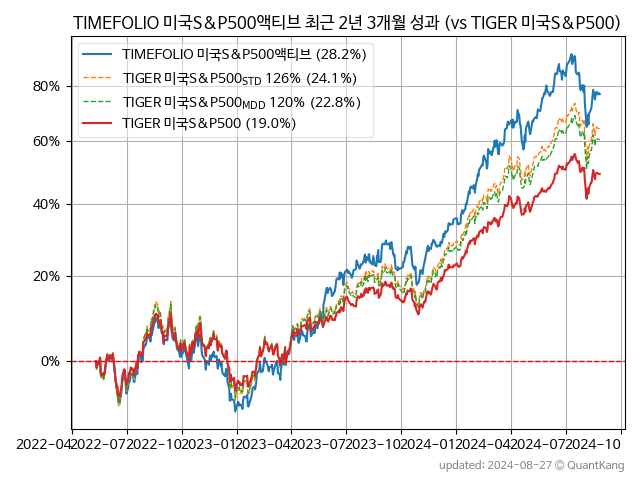 TIMEFOLIO 미국S&P500액티브 최근 2년 3개월 성과 (vs TIGER 미국S&P500)
TIMEFOLIO 미국S&P500액티브 (28.2%)
TIGER 미국S&P500STD 126% (24.1%)
TIGER 미국S&P500MDD 120% (22.8%)
TIGER 미국S&P500 (19.0%)
80%
60%
40%
20%
0%
2022-04 2022-07 2022-10 2023-01 2023-04 2023-07 2023-10 2024-01 2024-04 2024-07 2024-10
updated: 2024-08-27 © QuantKang